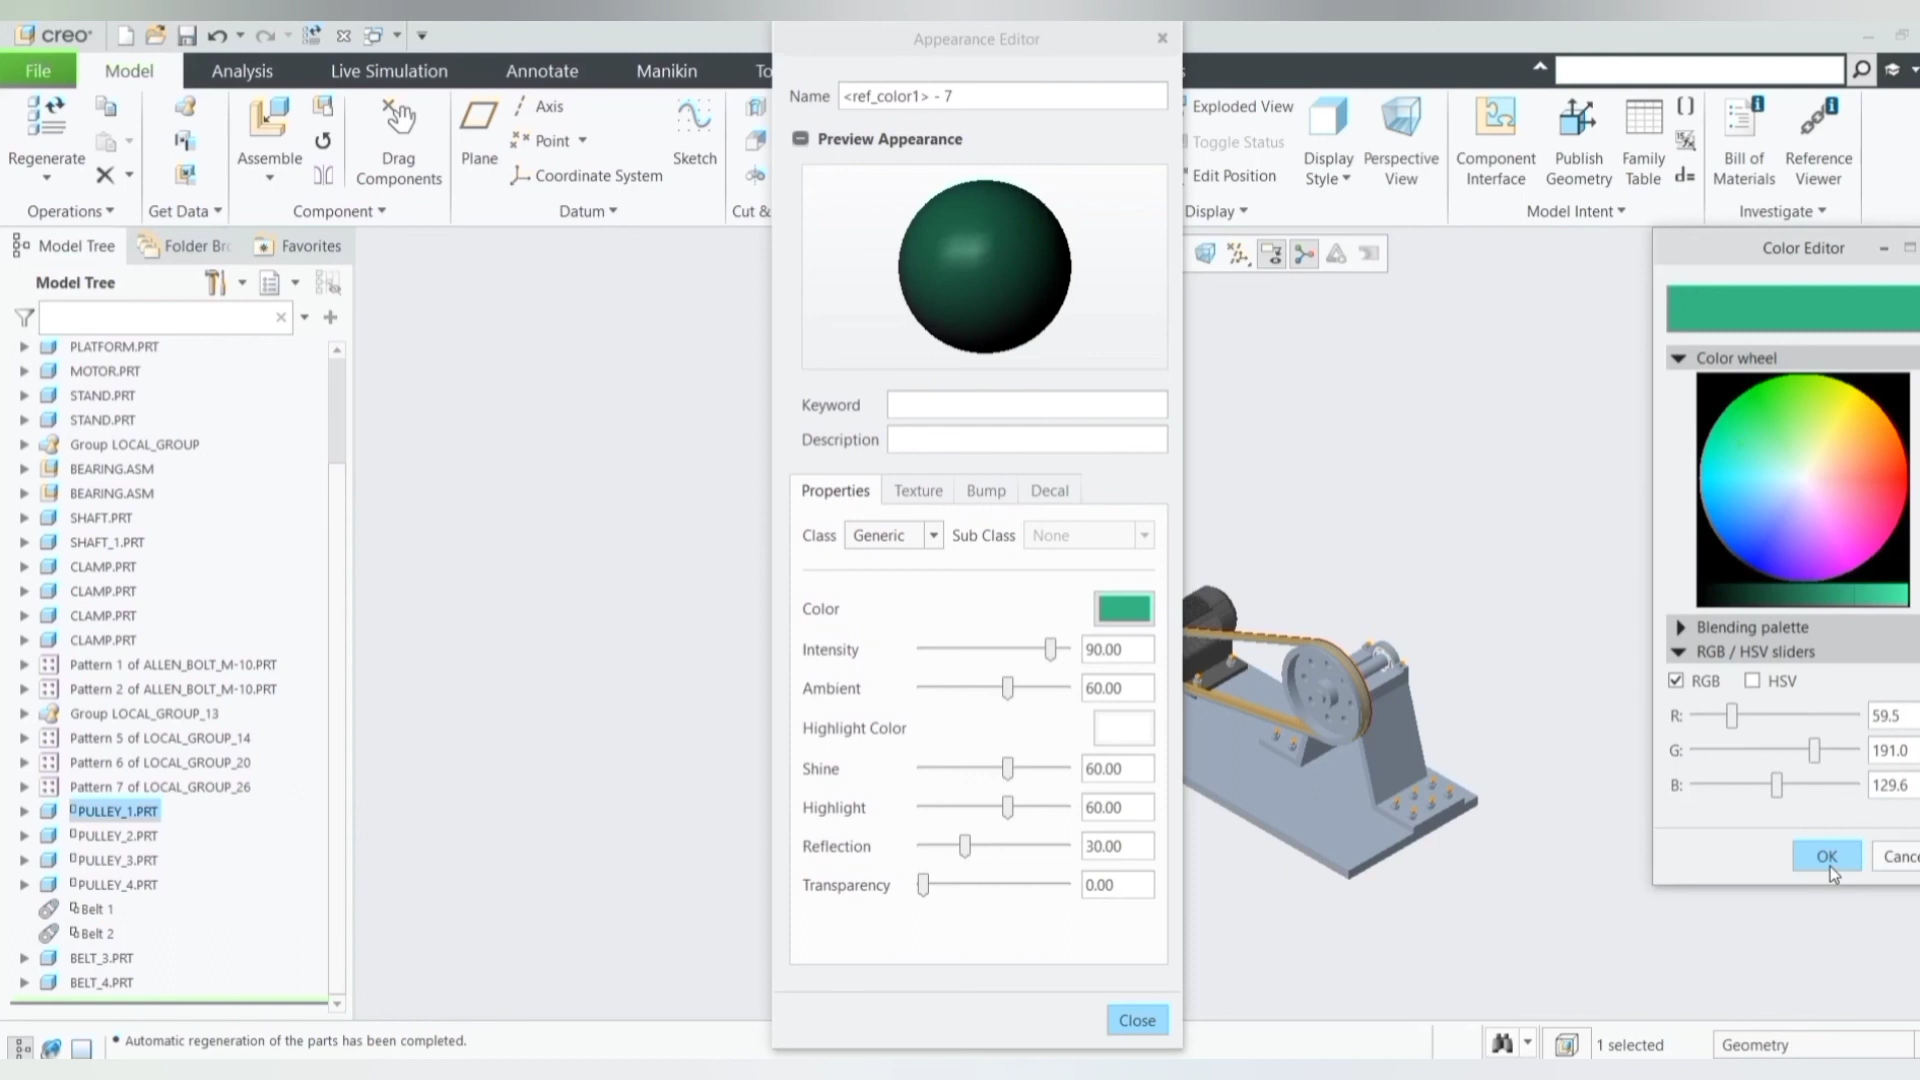 creo
File
Model
Analysis
Live Simulation
Annotate
Manikin
To
s
Regenerate
Operations
Get Data
Assemble
Drag
Components
Component
Plane
Axis
Point
Coordinate System
Sketch
Datum
Cut &
Exploded View
Toggle Status
Edit Position
Display
Style
Perspective
View
Display
Component
Interface
Publish
Geometry
Family
Table
d=
Model Intent
Bill of
Materials
Reference
Viewer
Investigate
Model Tree
Folder Br
Favorites
Model Tree
PLATFORM.PRT
MOTOR.PRT
STAND.PRT
STAND.PRT
Group LOCAL_GROUP
BEARING.ASM
BEARING.ASM
SHAFT.PRT
SHAFT_1.PRT
CLAMP.PRT
CLAMP.PRT
CLAMP.PRT
CLAMP.PRT
Pattern 1 of ALLEN_BOLT_M-10.PRT
Pattern 2 of ALLEN_BOLT_M-10.PRT
Group LOCAL_GROUP_13
Pattern 5 of LOCAL_GROUP_14
Pattern 6 of LOCAL_GROUP_20
Pattern 7 of LOCAL_GROUP_26
PULLEY_1.PRT
PULLEY_2.PRT
PULLEY_3.PRT
PULLEY_4.PRT
Belt 1
Belt 2
BELT_3.PRT
BELT_4.PRT
Appearance Editor
Name <ref_color1> - 7
Preview Appearance
Keyword
Description
Properties Texture Bump Decal
Class Generic Sub Class None
Color
Intensity 90.00
Ambient 60.00
Highlight Color
Shine 60.00
Highlight 60.00
Reflection 30.00
Transparency 0.00
Close
Color Editor
Color wheel
Blending palette
RGB / HSV sliders
RGB HSV
R: 59.5
G: 191.0
B: 129.6
OK Cance
• Automatic regeneration of the parts has been completed.
1 selected
Geometry